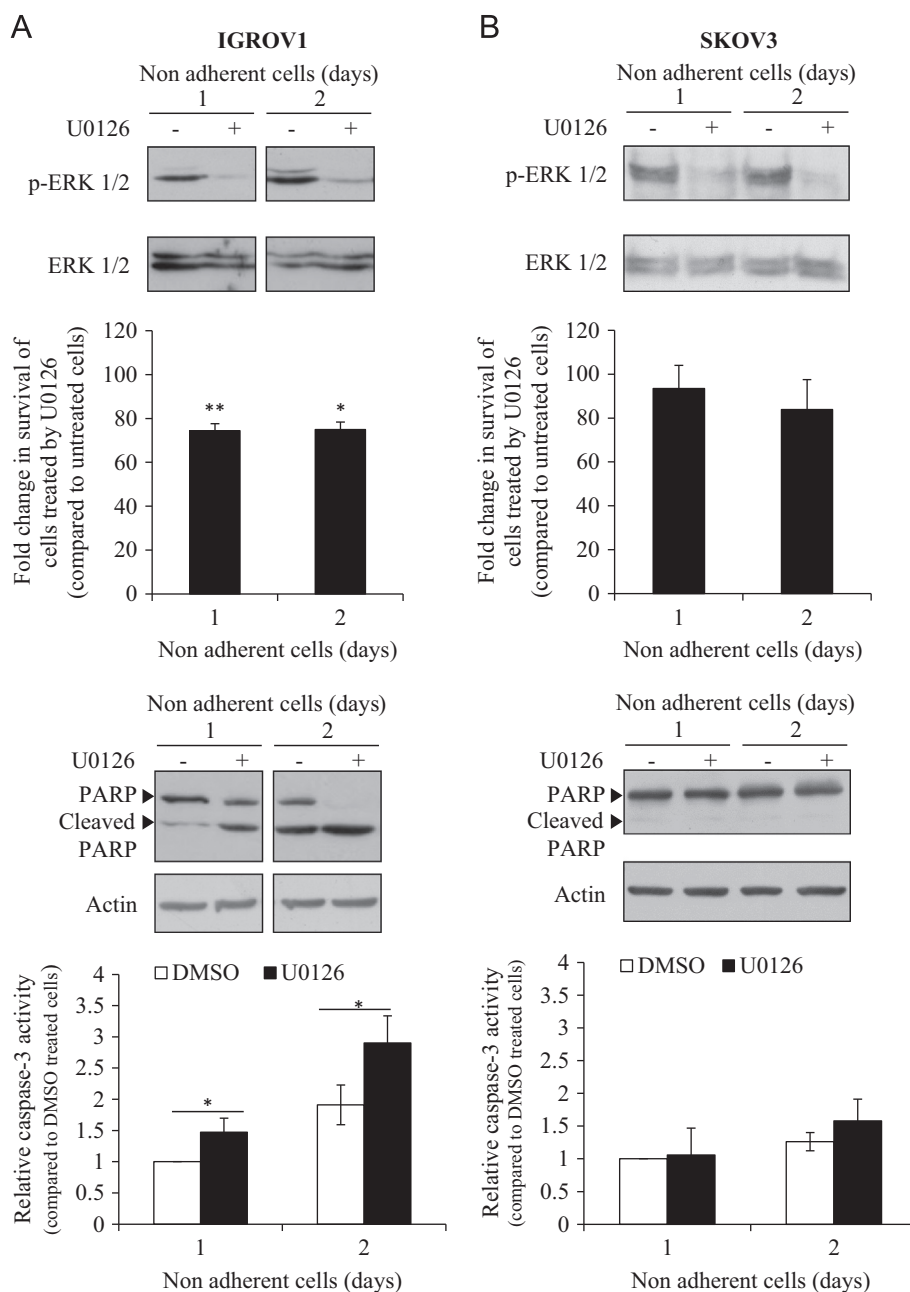 A
IGROV1
Non adherent cells (days)
1 2
U0126 - + - +
p-ERK 1/2
ERK 1/2
Fold change in survival of
cells treated by U0126
(compared to untreated cells)
120
100
80
60
40
20
0
** *
1 2
Non adherent cells (days)
Non adherent cells (days)
1 2
U0126 - + - +
PARP
Cleaved
PARP
Actin
Relative caspase-3 activity
(compared to DMSO treated cells)
DMSO U0126
4
3.5
3
2.5
2
1.5
1
0.5
0
* *
1 2
Non adherent cells (days)
B
SKOV3
Non adherent cells (days)
1 2
U0126 - + - +
p-ERK 1/2
ERK 1/2
Fold change in survival of
cells treated by U0126
(compared to untreated cells)
120
100
80
60
40
20
0
1 2
Non adherent cells (days)
Non adherent cells (days)
1 2
U0126 - + - +
PARP
Cleaved
PARP
Actin
Relative caspase-3 activity
(compared to DMSO treated cells)
DMSO U0126
4
3.5
3
2.5
2
1.5
1
0.5
0
1 2
Non adherent cells (days)